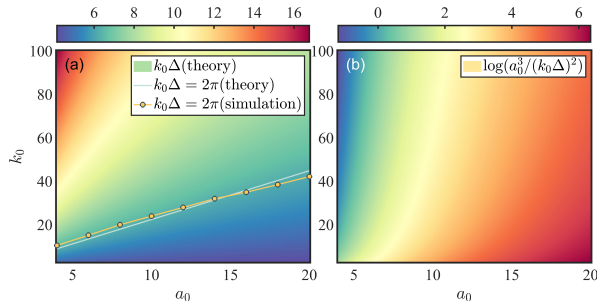 6 8 10 12 14 16
0 2 4 6
(a)
k₀Δ(theory)
k₀Δ = 2π(theory)
k₀Δ = 2π(simulation)
(b)
log(a₀³/(k₀Δ)²)
100
80
60
40
20
k₀
5 10 15 20
a₀
100
80
60
40
20
5 10 15 20
a₀